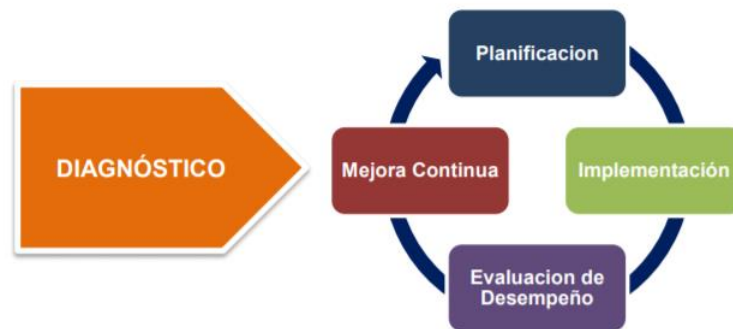 Planificacion
DIAGNÓSTICO
Mejora Continua
Implementación
Evaluacion de
Desempeño